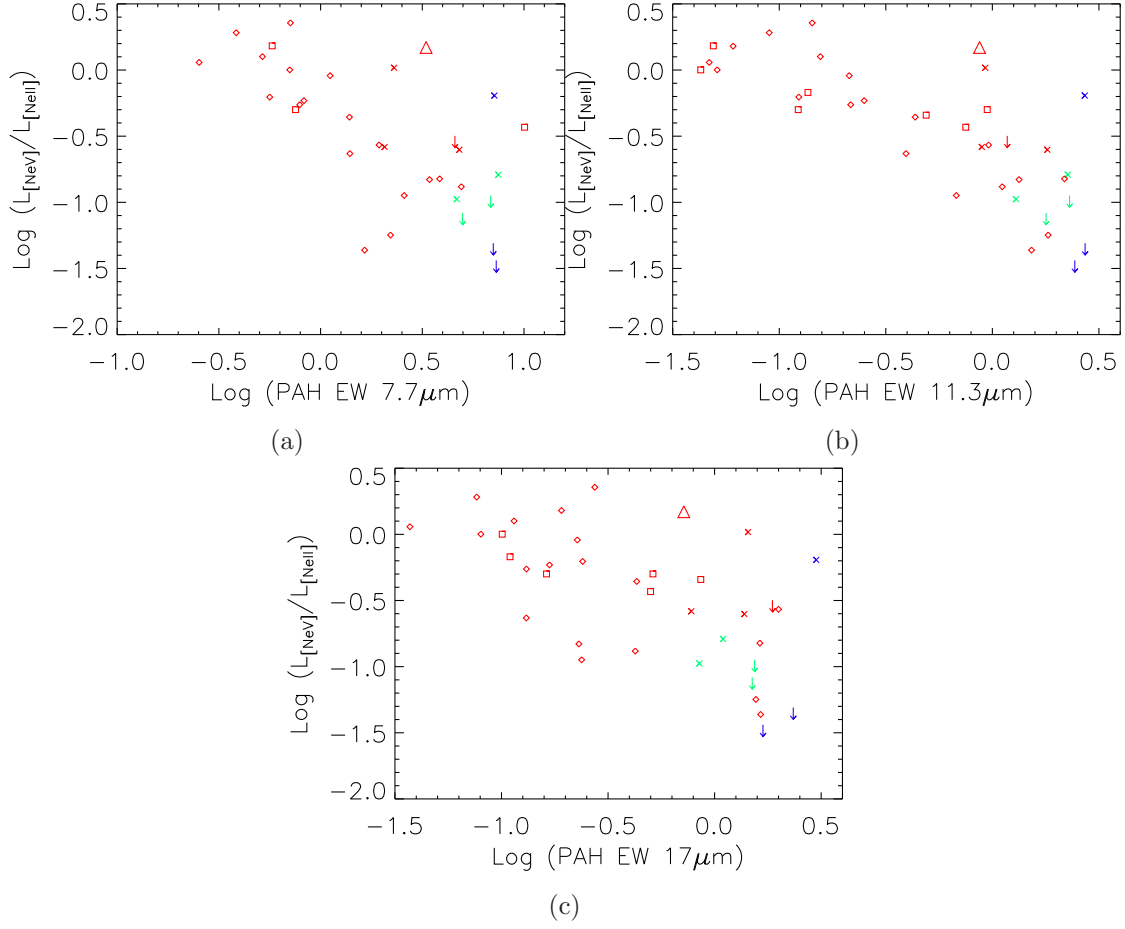 0.5
0.0
−0.5
−1.0
−1.5
−2.0
Log (L[NeV]/L[NeII])
−1.0 −0.5 0.0 0.5 1.0
Log (PAH EW 7.7μm)
(a)
0.5
0.0
−0.5
−1.0
−1.5
−2.0
Log (L[NeV]/L[NeII])
−1.5 −1.0 −0.5 0.0 0.5
Log (PAH EW 11.3μm)
(b)
0.5
0.0
−0.5
−1.0
−1.5
−2.0
Log (L[NeV]/L[NeII])
−1.5 −1.0 −0.5 0.0 0.5
Log (PAH EW 17μm)
(c)